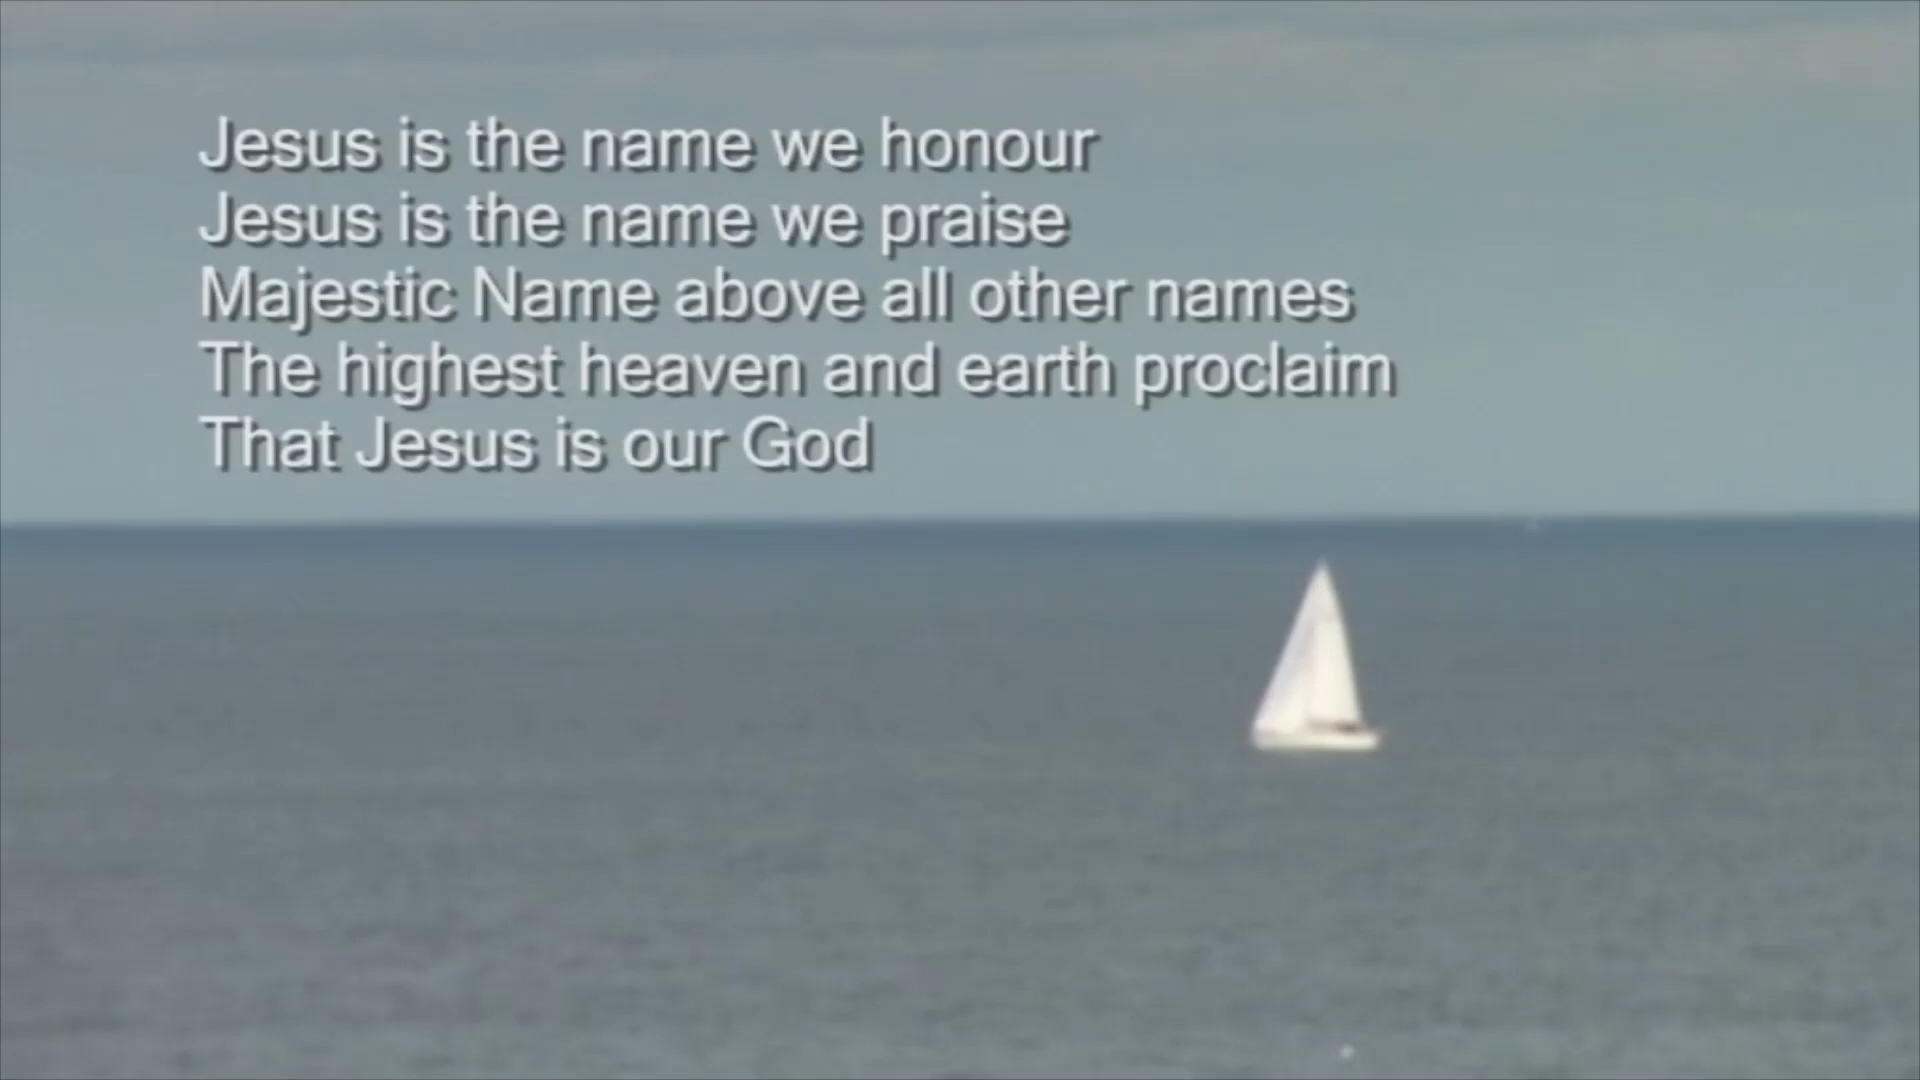 Jesus is the name we honour
Jesus is the name we praise
Majestic Name above all other names
The highest heaven and earth proclaim
That Jesus is our God